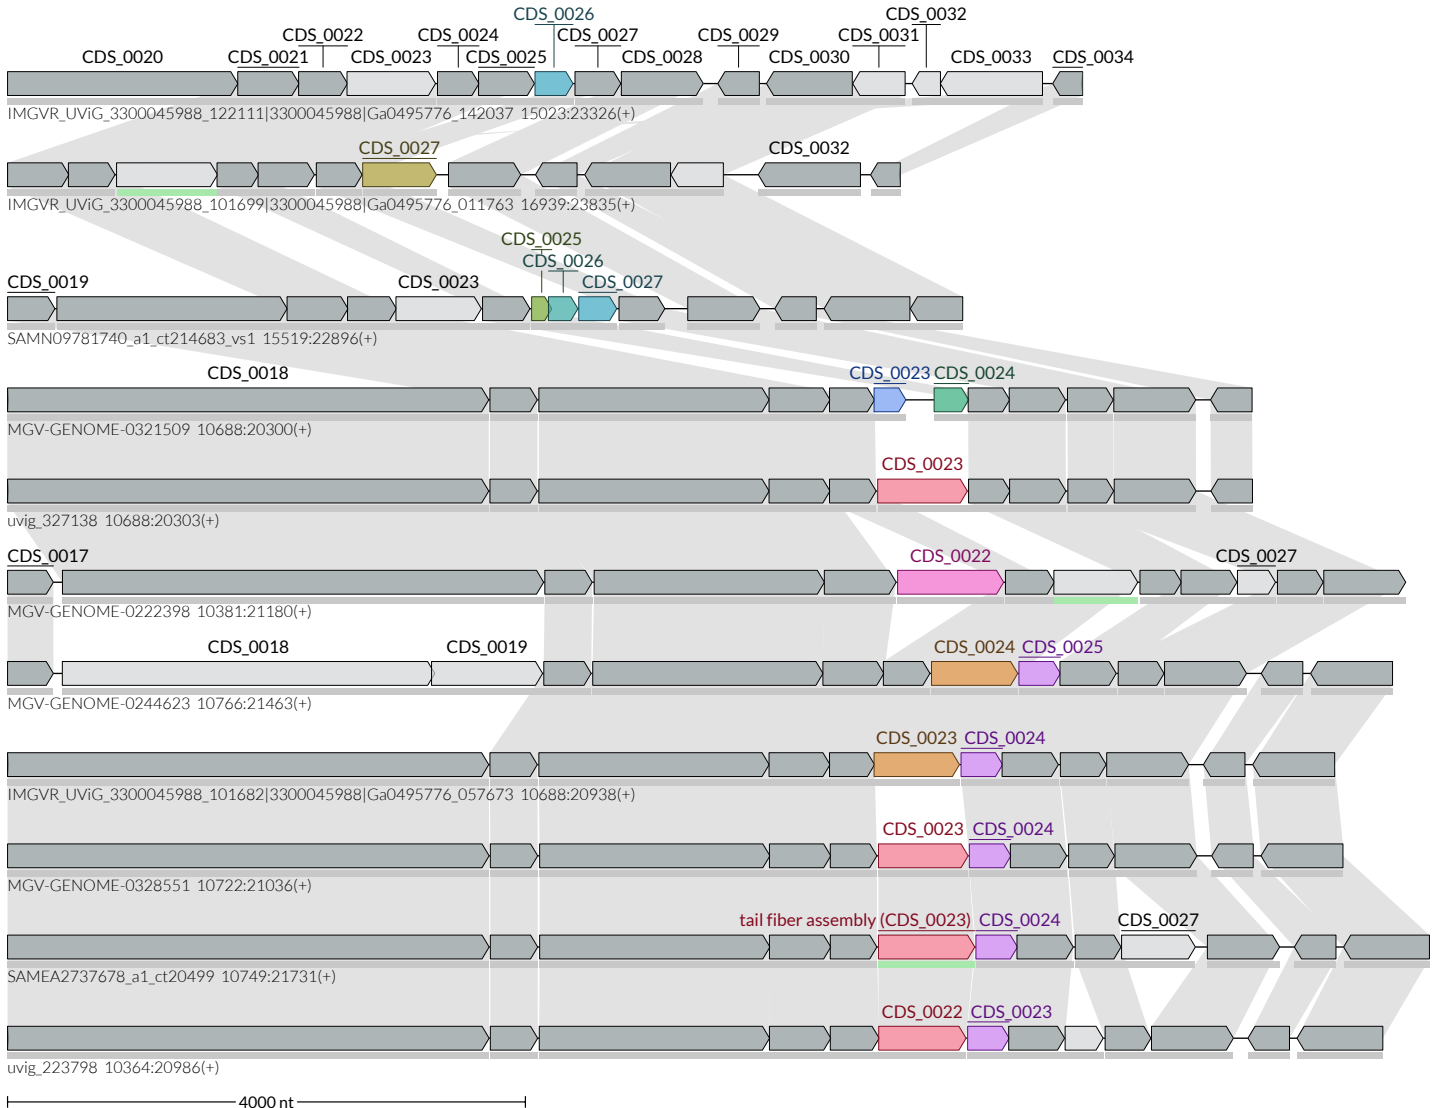 CDS_0026 CDS_0032
CDS_0022 CDS_0024 CDS_0027 CDS_0029 CDS_0031
CDS_0020 CDS_0021 CDS_0023 CDS_0025 CDS_0028 CDS_0030 CDS_0033 CDS_0034
IMGVR_UViG_3300045988_122111|3300045988|Ga0495776_142037 15023:23326(+)
CDS_0027 CDS_0032
IMGVR_UViG_3300045988_101699|3300045988|Ga0495776_011763 16939:23835(+)
CDS_0025
CDS_0026
CDS_0019 CDS_0023 CDS_0027
SAMN09781740_a1_ct214683_vs1 15519:22896(+)
CDS_0018 CDS_0023 CDS_0024
MGV-GENOME-0321509 10688:20300(+)
CDS_0023
uvig_327138 10688:20303(+)
CDS_0017 CDS_0022 CDS_0027
MGV-GENOME-0222398 10381:21180(+)
CDS_0018 CDS_0019 CDS_0024 CDS_0025
MGV-GENOME-0244623 10766:21463(+)
CDS_0023 CDS_0024
IMGVR_UViG_3300045988_101682|3300045988|Ga0495776_057673 10688:20938(+)
CDS_0023 CDS_0024
MGV-GENOME-0328551 10722:21036(+)
tail fiber assembly (CDS_0023) CDS_0024 CDS_0027
SAMEA2737678_a1_ct20499 10749:21731(+)
CDS_0022 CDS_0023
uvig_223798 10364:20986(+)
4000 nt